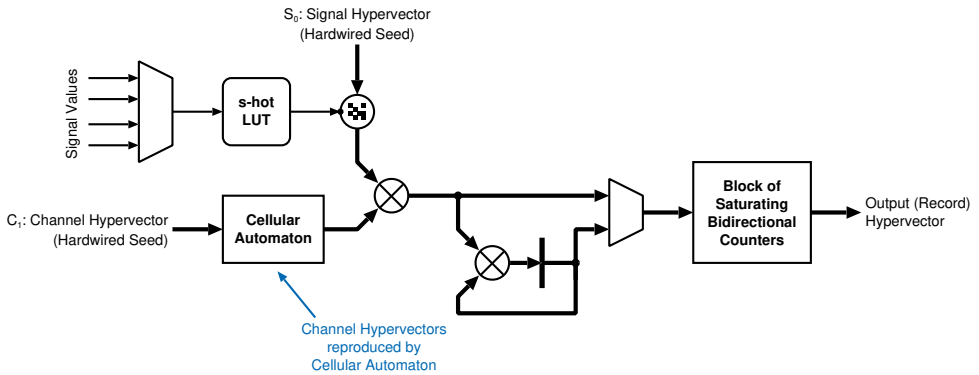 S0: Signal Hypervector
(Hardwired Seed)
Signal Values
s-hot
LUT
C1: Channel Hypervector
(Hardwired Seed)
Cellular
Automaton
Block of
Saturating
Bidirectional
Counters
Output (Record)
Hypervector
Channel Hypervectors
reproduced by
Cellular Automaton